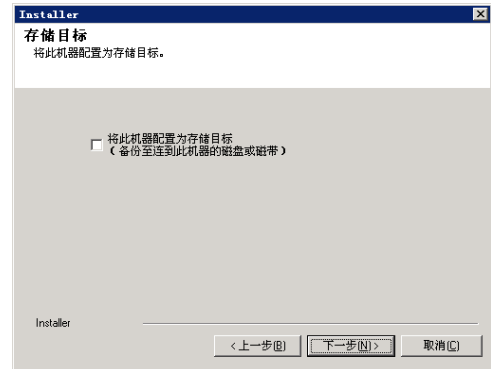 Installer
存储目标
将此机器配置为存储目标。
将此机器配置为存储目标
( 备份至连到此机器的磁盘或磁带 )
Installer
< 上一步(B) 下一步(N) > 取消(C)